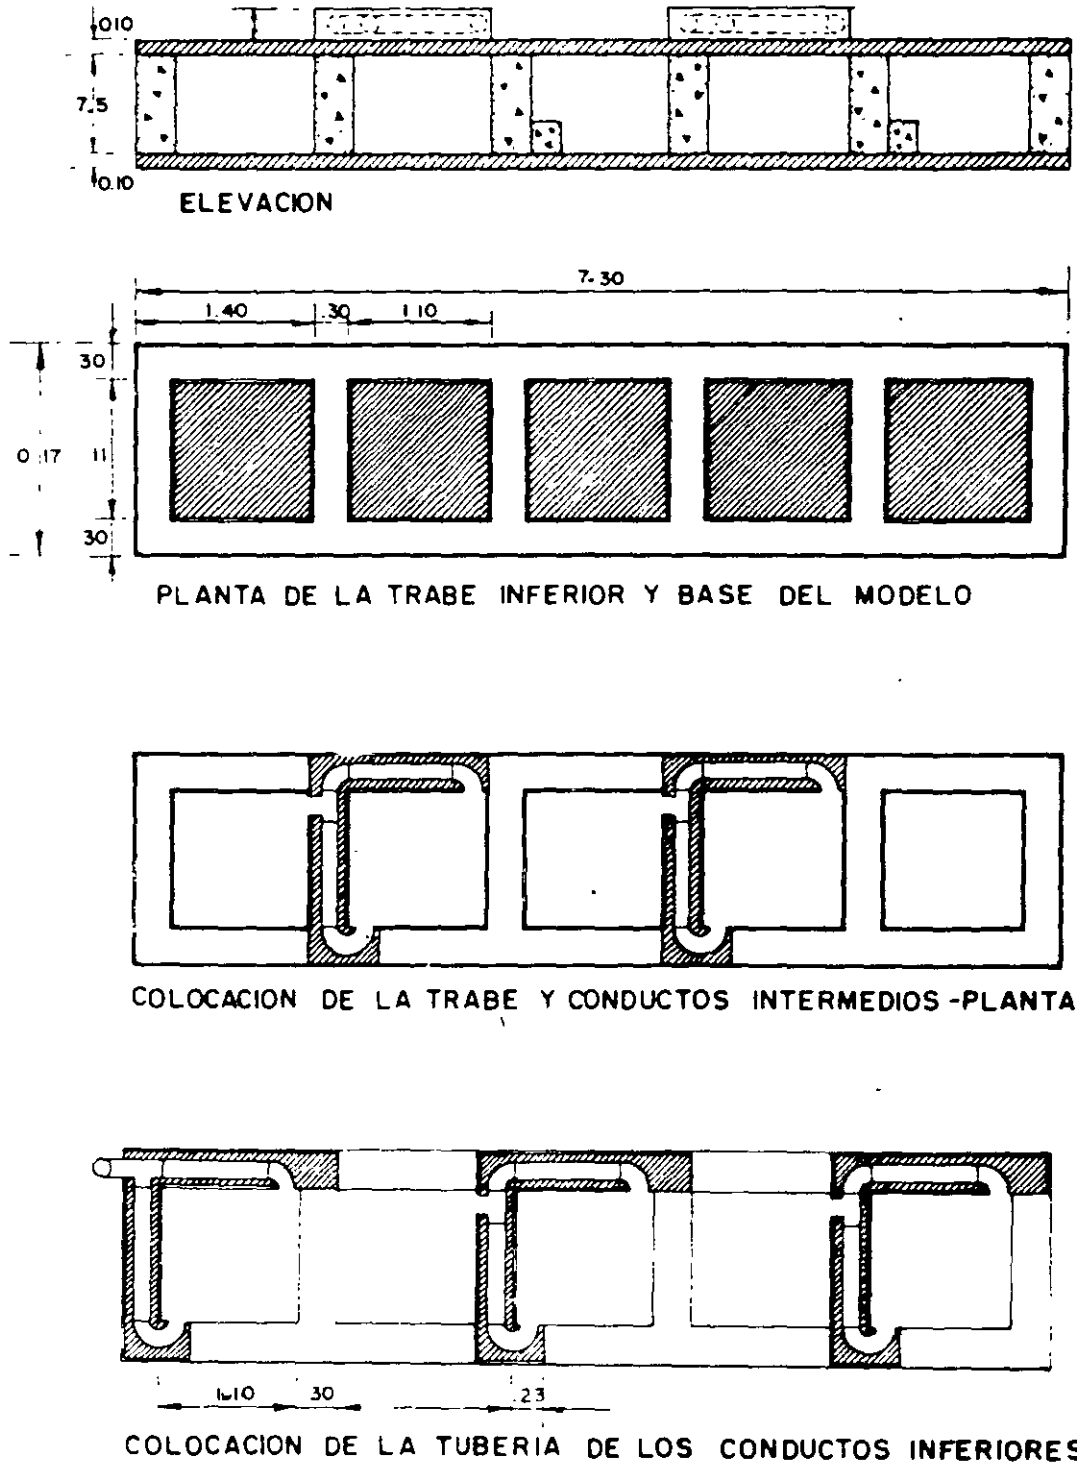 010
7.5
0.10
ELEVACION
7.30
1.40 .30 1.10
30
0.17 11
30
PLANTA DE LA TRABE INFERIOR Y BASE DEL MODELO
COLOCACION DE LA TRABE Y CONDUCTOS INTERMEDIOS -PLANTA
1.10 30 .23
COLOCACION DE LA TUBERIA DE LOS CONDUCTOS INFERIORES